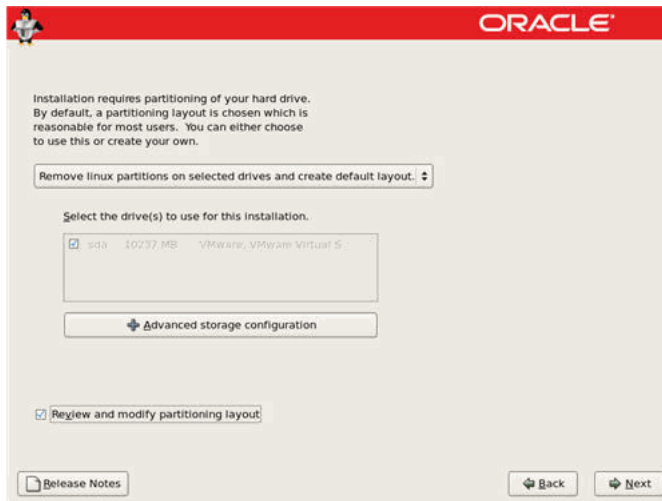 ORACLE
Installation requires partitioning of your hard drive.
By default, a partitioning layout is chosen which is
reasonable for most users. You can either choose
to use this or create your own.
Remove linux partitions on selected drives and create default layout.
Select the drive(s) to use for this installation.
sda 10237 MB VMware, VMware Virtual S
Advanced storage configuration
Review and modify partitioning layout
Release Notes
Back
Next